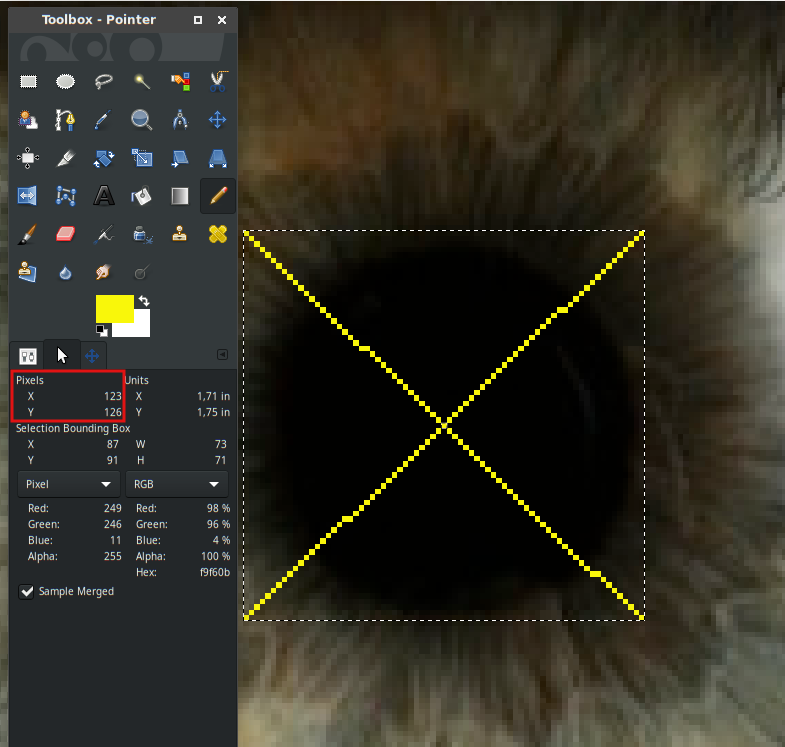 Toolbox - Pointer
Pixels Units
X 123 X 1,71 in
Y 126 Y 1,75 in
Selection Bounding Box
X 87 W 73
Y 91 H 71
Pixel RGB
Red: 249 Red: 98 %
Green: 246 Green: 96 %
Blue: 11 Blue: 4 %
Alpha: 255 Alpha: 100 %
Hex: f9f60b
Sample Merged